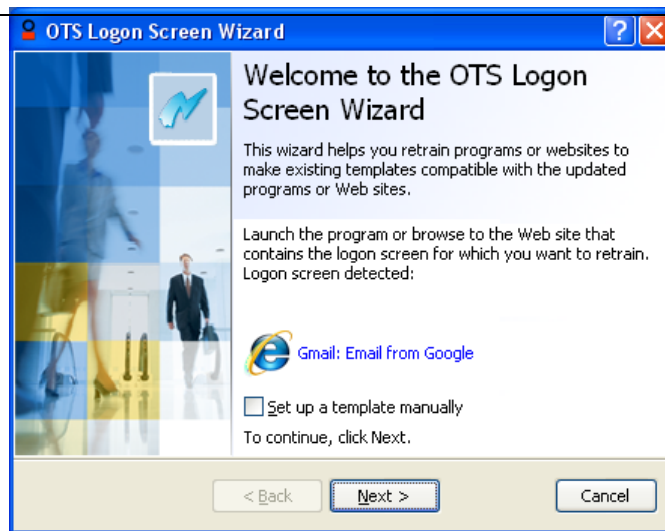 OTS Logon Screen Wizard
Welcome to the OTS Logon
Screen Wizard
This wizard helps you retrain programs or websites to
make existing templates compatible with the updated
programs or Web sites.
Launch the program or browse to the Web site that
contains the logon screen for which you want to retrain.
Logon screen detected:
Gmail: Email from Google
Set up a template manually
To continue, click Next.
< Back
Next >
Cancel